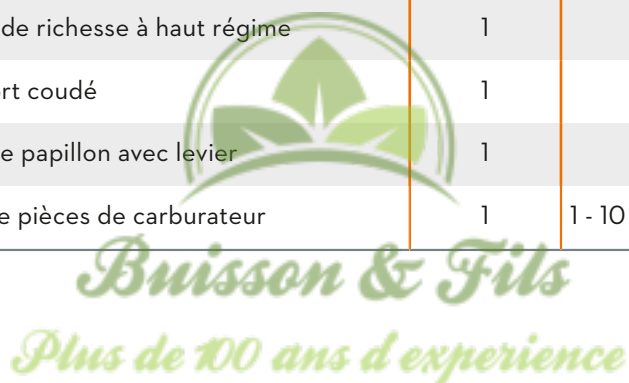 de richesse à haut régime 1
rt coudé 1
e papillon avec levier 1
e pièces de carburateur 1 1 - 10
Buisson & Fils
Plus de 100 ans d'experience